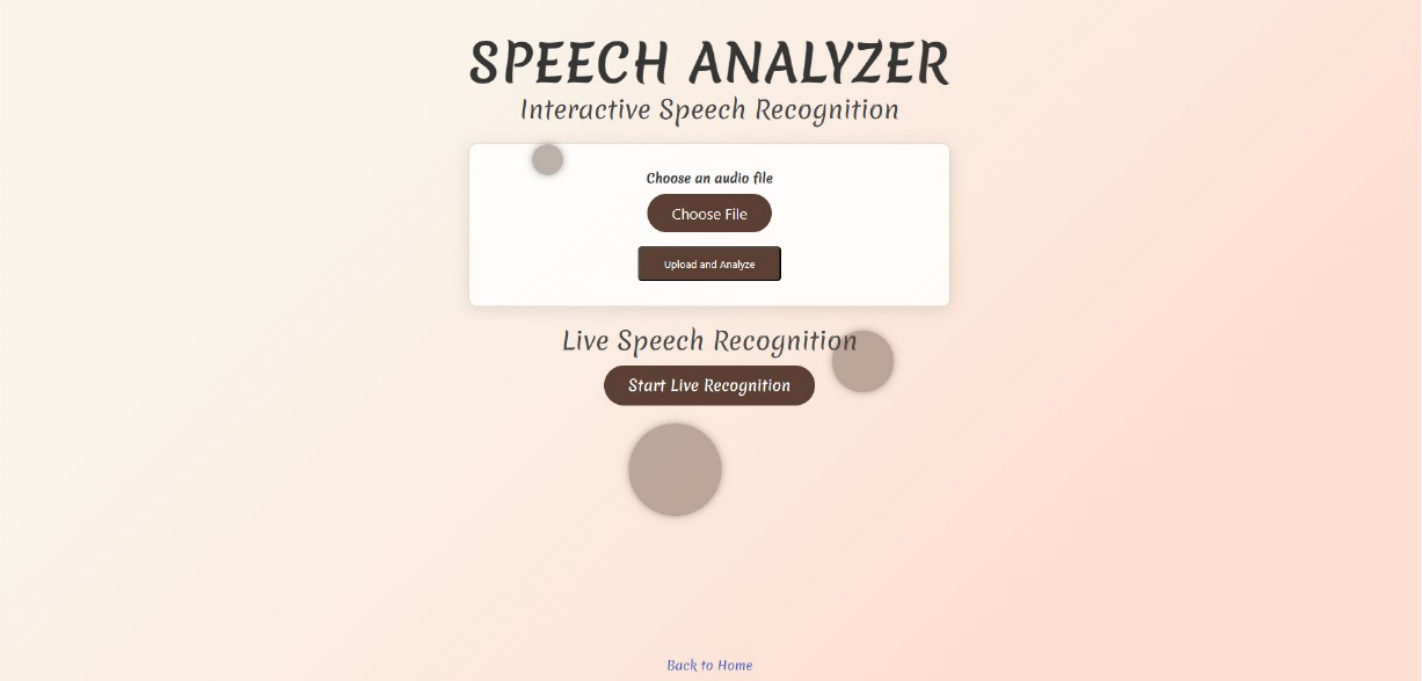 SPEECH ANALYZER
Interactive Speech Recognition
Choose an audio file
Choose File
Upload and Analyze
Live Speech Recognition
Start Live Recognition
Back to Home